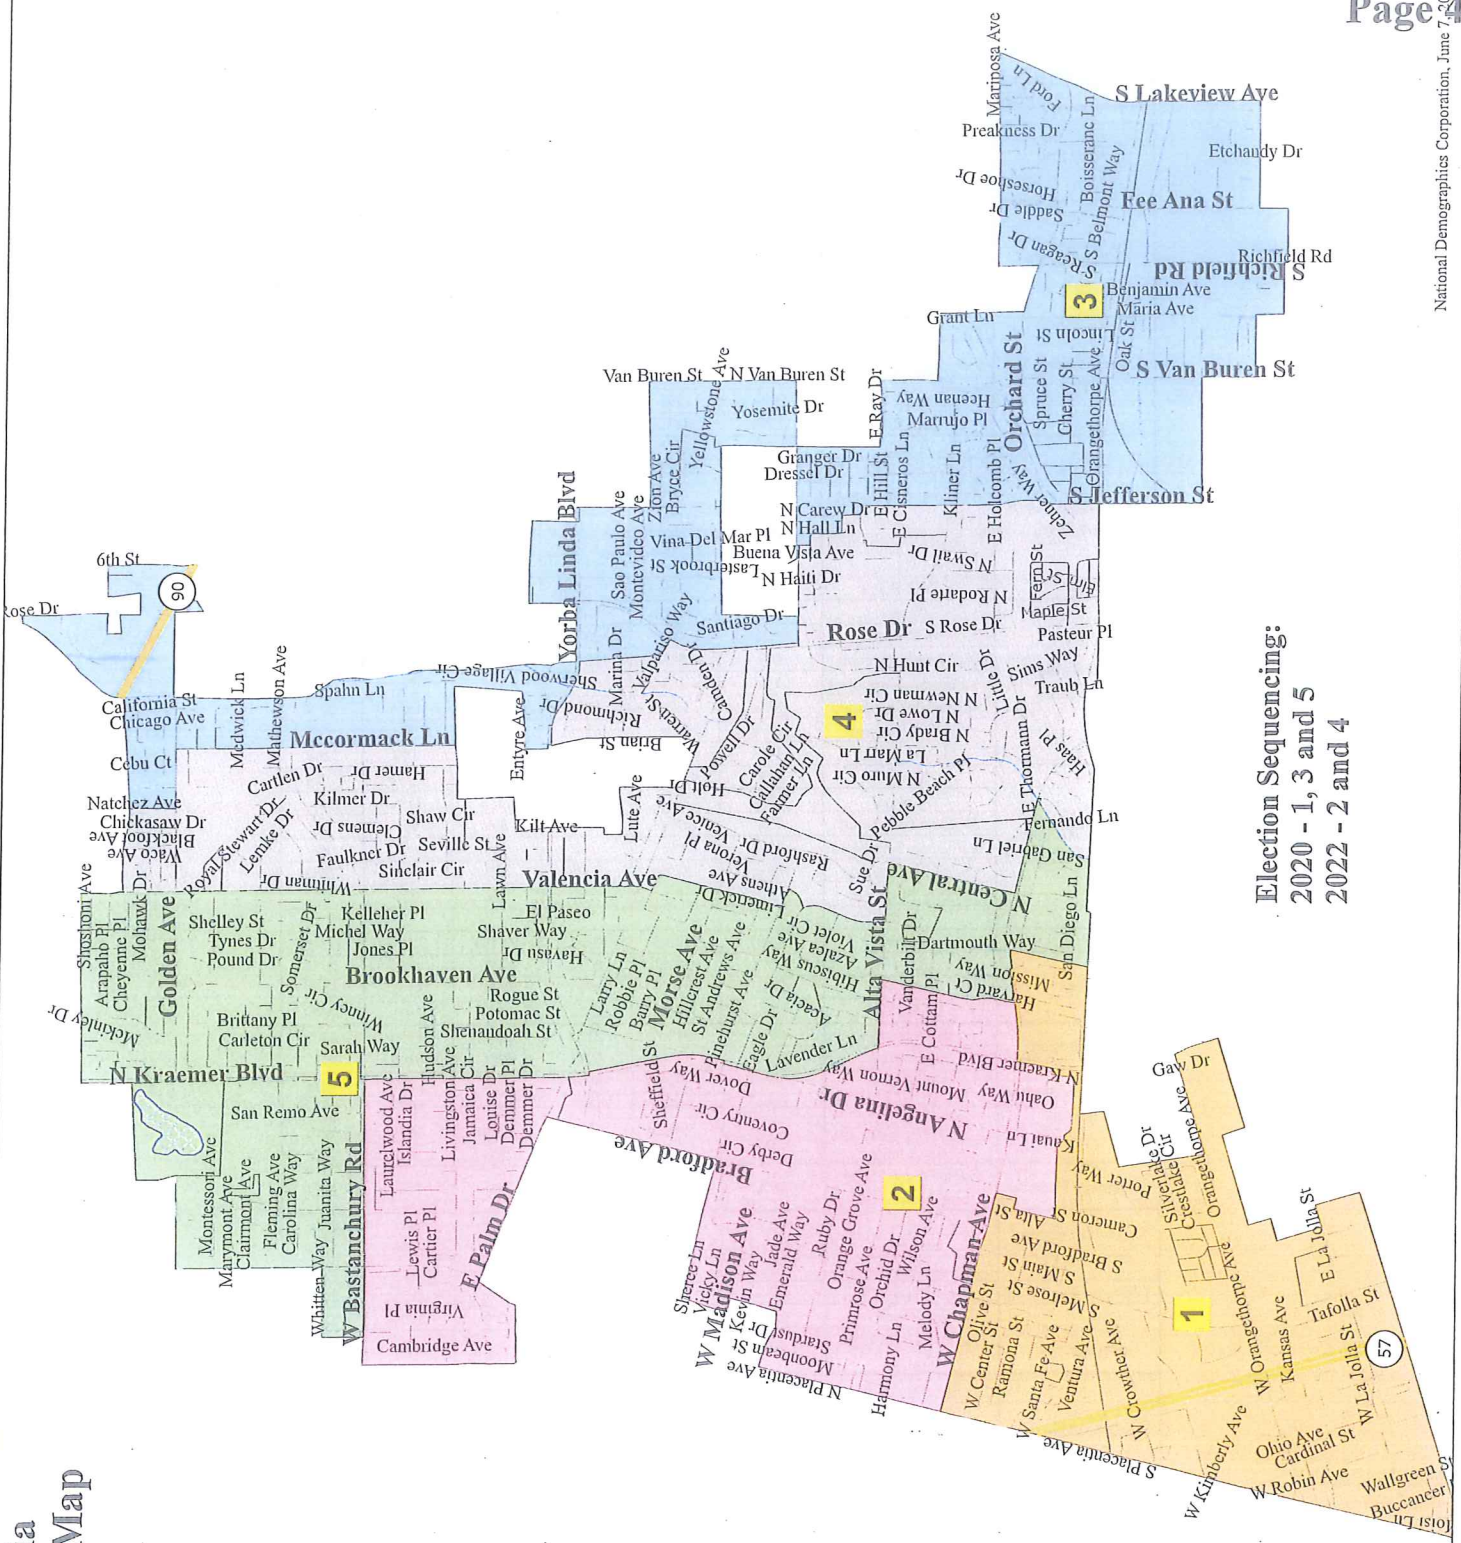 Page 4
National Demographics Corporation, June 7, 20
Mariposa Ave
Ford Ln
S Lakeview Ave
Preakness Dr
Boisseranc Ln
Etchandy Dr
Horseshoe Dr
Saddle Dr
S Belmont Way
Fee Ana St
S Reagan Dr
Richfield Rd
S Richfield Rd
3
Benjamin Ave
Maria Ave
Grant Ln
Lincoln St
Orchard St
Oak St
Van Buren St
N Van Buren St
Yellowstone Ave
Spruce St
Cherry St
Orangethorpe Ave
S Van Buren St
Yosemite Dr
E Ray Dr
Heenan Way
Marrujo Pl
Zion Ave
Bryce Cir
Granger Dr
Dressel Dr
E Hill St
E Cisneros Ln
Kliner Ln
E Holcomb Pl
Zehner Way
S Jefferson St
Yorba Linda Blvd
Sao Paulo Ave
Montevideo Ave
N Carew Dr
N Hall Ln
Vina Del Mar Pl
Buena Vista Ave
Easterbrook St
N Haiti Dr
N Swail Dr
6th St
90
Rose Dr
N Rodarte Pl
Fern St
Elm St
Maple St
Santiago Dr
Rose Dr
S Rose Dr
Pasteur Pl
Valpariso Way
Marina Dr
Camden Dr
N Hunt Cir
Sims Way
Little Dr
Traub Ln
Sherwood Village Cir
Mathewson Ave
Medwick Ln
Spahn Ln
California St
Chicago Ave
Richmond Dr
Warren St
Brian St
N Newman Cir
N Lowe Dr
N Brady Cir
4
Mccormack Ln
Entyre Ave
Powell Dr
Carole Cir
Callahan Ln
Farmer Ln
La Marr Ln
N Muro Cir
Pebble Beach Pl
E Thomann Dr
Haas Pl
Cebu Ct
Cartlen Dr
Hamer Dr
Holt Dr
Natchez Ave
Chickasaw Dr
Blackfoot Ave
Waco Ave
Royal Stewart Dr
Lemke Dr
Kilmer Dr
Clemens Dr
Shaw Cir
Kilt Ave
Lute Ave
Venice Ave
Verona Pl
Rashford Dr
Fernando Ln
San Gabriel Ln
Faulkner Dr
Seville St
Sinclair Cir
Whitman Dr
Lawn Ave
Valencia Ave
Athens Ave
Limerick Dr
Sue Dr
N Central Ave
Shoshoni Ave
Arapaho Pl
Cheyenne Pl
Mohawk Dr
Golden Ave
Shelley St
Tynes Dr
Pound Dr
Somerset Dr
Kelleher Pl
Michel Way
Jones Pl
El Paseo
Shaver Way
Havasu Dr
Violet Cir
Azalea Ave
Hibiscus Way
Alta Vista St
Vanderbilt Dr
Dartmouth Way
San Diego Ln
Brookhaven Ave
Mission Way
Harvard Ct
Mckinley Dr
Brittany Pl
Carleton Cir
Winney Cir
Sarah Way
Hudson Ave
Rogue St
Potomac St
Shenandoah St
Larry Ln
Robbie Pl
Barry Pl
Morse Ave
Hillcrest Ave
St Andrews Ave
Pinehurst Ave
Eagle Dr
Acacia Dr
Lavender Ln
E Cottam Pl
N Kraemer Blvd
5
N Kraemer Blvd
Mount Vernon Way
Oahu Way
N Angelina Dr
Kauai Ln
Gaw Dr
San Remo Ave
Laurelwood Ave
Islandia Dr
Livingston Ave
Jamaica Cir
Louise Dr
Demmer Pl
Demmer Dr
Sheffield St
Dover Way
Coventry Cir
Derby Cir
Bradford Ave
Montessori Ave
Marymont Ave
Clairmont Ave
Fleming Ave
Carolina Way
Juanita Way
Whitten Way
W Bastanchury Rd
Lewis Pl
Cartier Pl
E Palm Dr
Virginia Pl
Cambridge Ave
2
Sheree Ln
Vicky Ln
W Madison Ave
Kevin Way
Jade Ave
Emerald Way
Ruby Dr
Orange Grove Ave
Primrose Ave
Orchid Dr
Wilson Ave
Melody Ln
Harmony Ln
W Chapman Ave
Stardust Dr
Moonbeam St
N Placentia Ave
Porter Way
Cameron St
Alta St
S Bradford Ave
S Main St
S Melrose St
Silverlake Dr
Crestlake Cir
Orangethorpe Ave
E La Jolla St
1
Olive St
W Center St
Ramona St
W Santa Fe Ave
Ventura Ave
W Crowther Ave
W Orangethorpe Ave
Kansas Ave
Tafolla St
W La Jolla St
57
S Placentia Ave
W Kimberly Ave
Ohio Ave
Cardinal St
W Robin Ave
Wallgreen S
Buccaneer
Election Sequencing:
2020 - 1, 3 and 5
2022 - 2 and 4
a
Map